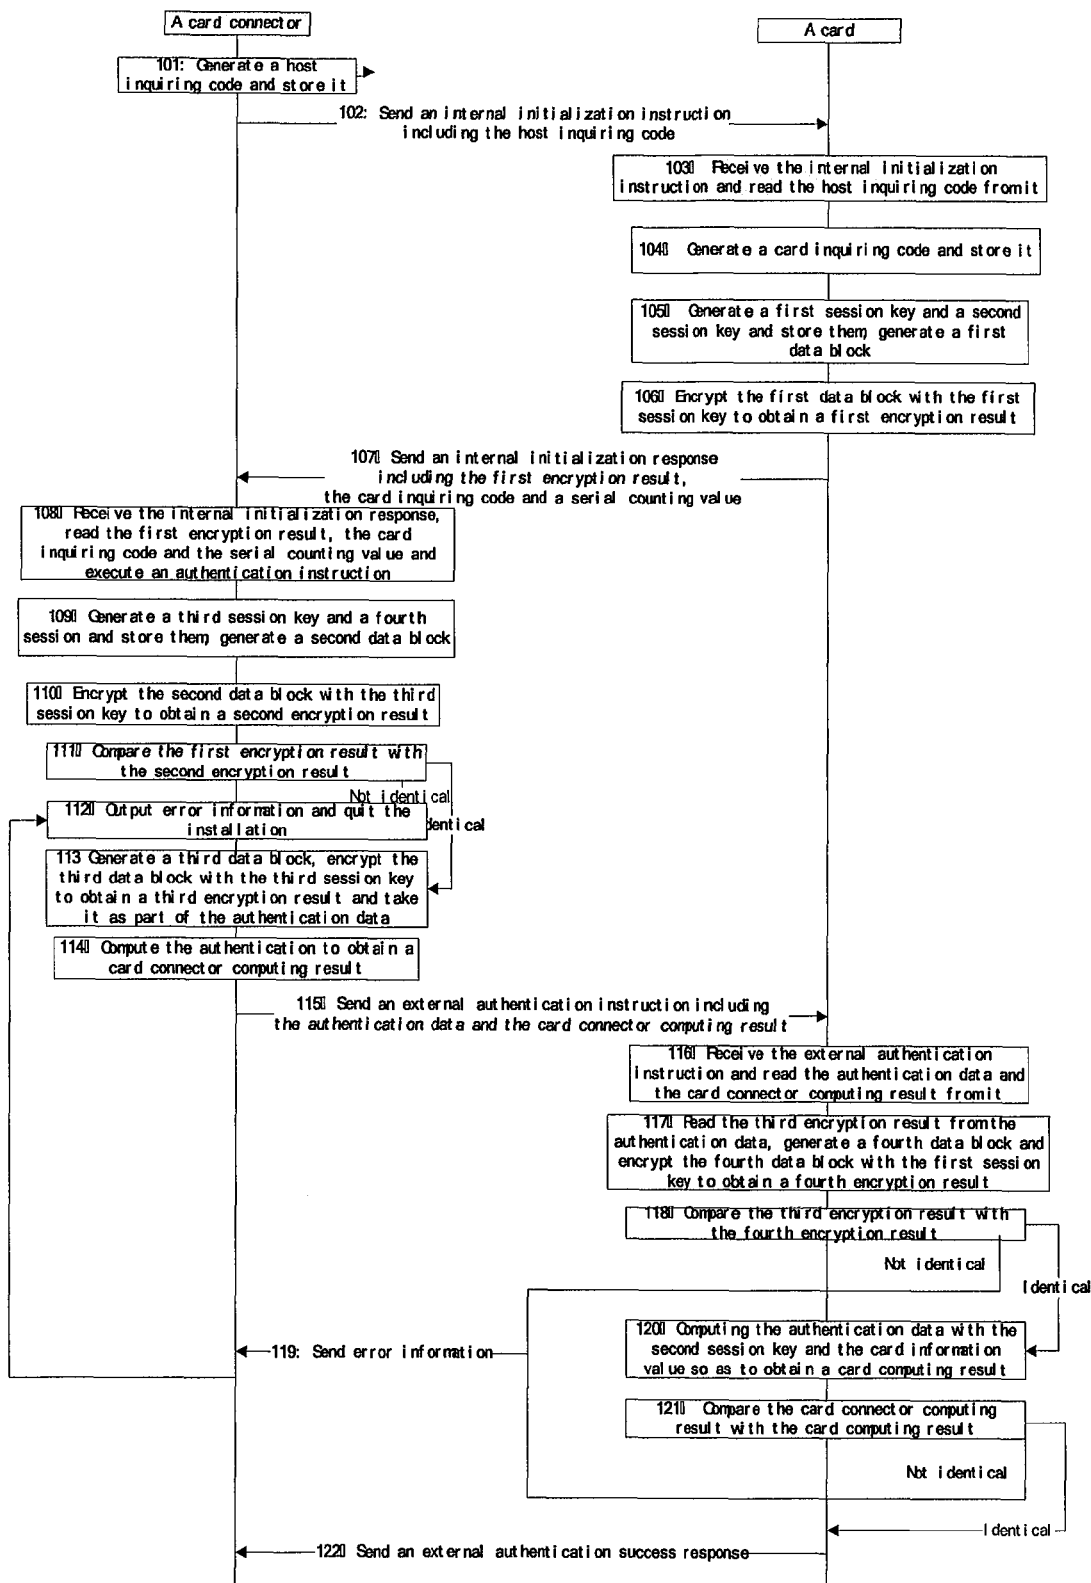 A card connector
A card
101: Generate a host
inquiring code and store it
102: Send an internal initialization instruction
including the host inquiring code
103▯ Receive the internal initialization
instruction and read the host inquiring code from it
104▯ Generate a card inquiring code and store it
105▯ Generate a first session key and a second
session key and store them, generate a first
data block
106▯ Encrypt the first data block with the first
session key to obtain a first encryption result
107▯ Send an internal initialization response
including the first encryption result,
the card inquiring code and a serial counting value
108▯ Receive the internal initialization response,
read the first encryption result, the card
inquiring code and the serial counting value and
execute an authentication instruction
109▯ Generate a third session key and a fourth
session and store them, generate a second data block
110▯ Encrypt the second data block with the third
session key to obtain a second encryption result
111▯ Compare the first encryption result with
the second encryption result
Not identical
112▯ Output error information and quit the
installation
dentical
113 Generate a third data block, encrypt the
third data block with the third session key
to obtain a third encryption result and take
it as part of the authentication data
114▯ Compute the authentication to obtain a
card connector computing result
115▯ Send an external authentication instruction including
the authentication data and the card connector computing result
116▯ Receive the external authentication
instruction and read the authentication data and
the card connector computing result from it
117▯ Read the third encryption result from the
authentication data, generate a fourth data block and
encrypt the fourth data block with the first session
key to obtain a fourth encryption result
118▯ Compare the third encryption result with
the fourth encryption result
Not identical
Identical
119: Send error information
120▯ Computing the authentication data with the
second session key and the card information
value so as to obtain a card computing result
121▯ Compare the card connector computing
result with the card computing result
Not identical
Identical
122▯ Send an external authentication success response